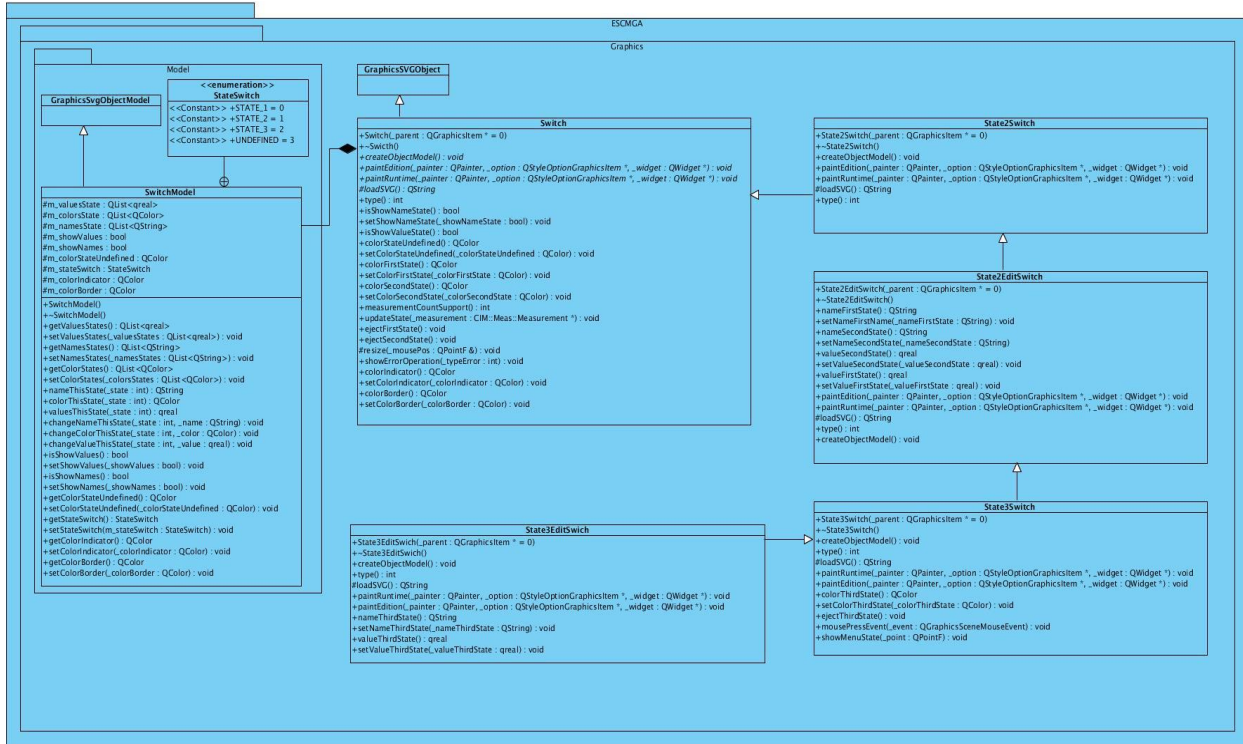 ESCMGA
Graphics
Model
GraphicsSvgObjectModel
<<enumeration>>
StateSwitch
<<Constant>> +STATE_1 = 0
<<Constant>> +STATE_2 = 1
<<Constant>> +STATE_3 = 2
<<Constant>> +UNDEFINED = 3
SwitchModel
#m_valuesState : QList<qreal>
#m_colorsState : QList<QColor>
#m_namesState : QList<QString>
#m_showValues : bool
#m_showNames : bool
#m_colorStateUndefined : QColor
#m_stateSwitch : StateSwitch
#m_colorIndicator : QColor
#m_colorBorder : QColor
+SwitchModel()
+~SwitchModel()
+getValuesStates() : QList<qreal>
+setValuesStates(_valuesStates : QList<qreal>) : void
+getNamesStates() : QList<QString>
+setNamesStates(_namesStates : QList<QString>) : void
+getColorStates() : QList<QColor>
+setColorStates(_colorsStates : QList<QColor>) : void
+nameThisState(_state : int) : QString
+colorThisState(_state : int) : QColor
+valuesThisState(_state : int) : qreal
+changeNameThisState(_state : int, _name : QString) : void
+changeColorThisState(_state : int, _color : QColor) : void
+changeValueThisState(_state : int, _value : qreal) : void
+isShowValues() : bool
+setShowValues(_showValues : bool) : void
+isShowNames() : bool
+setShowNames(_showNames : bool) : void
+getColorStateUndefined() : QColor
+setColorStateUndefined(_colorStateUndefined : QColor) : void
+getStateSwitch() : StateSwitch
+setStateSwitch(m_stateSwitch : StateSwitch) : void
+getColorIndicator() : QColor
+setColorIndicator(_colorIndicator : QColor) : void
+getColorBorder() : QColor
+setColorBorder(_colorBorder : QColor) : void
GraphicsSVGObject
Switch
+Switch(_parent : QGraphicsItem * = 0)
+~Swicth()
+createObjectModel() : void
+paintEdition(_painter : QPainter, _option : QStyleOptionGraphicsItem *, _widget : QWidget *) : void
+paintRuntime(_painter : QPainter, _option : QStyleOptionGraphicsItem *, _widget : QWidget *) : void
#loadSVG() : QString
+type() : int
+isShowNameState() : bool
+setShowNameState(_showNameState : bool) : void
+isShowValueState() : bool
+colorStateUndefined() : QColor
+setColorStateUndefined(_colorStateUndefined : QColor) : void
+colorFirstState() : QColor
+setColorFirstState(_colorFirstState : QColor) : void
+colorSecondState() : QColor
+setColorSecondState(_colorSecondState : QColor) : void
+measurementCountSupport() : int
+updateState(_measurement : CIM::Meas::Measurement *) : void
+ejectFirstState() : void
+ejectSecondState() : void
#resize(_mousePos : QPointF &) : void
+showErrorOperation(_typeError : int) : void
+colorIndicator() : QColor
+setColorIndicator(_colorIndicator : QColor) : void
+colorBorder() : QColor
+setColorBorder(_colorBorder : QColor) : void
State2Switch
+State2Switch(_parent : QGraphicsItem * = 0)
+~State2Switch()
+createObjectModel() : void
+paintEdition(_painter : QPainter, _option : QStyleOptionGraphicsItem *, _widget : QWidget *) : void
+paintRuntime(_painter : QPainter, _option : QStyleOptionGraphicsItem *, _widget : QWidget *) : void
#loadSVG() : QString
+type() : int
State2EditSwitch
+State2EditSwitch(_parent : QGraphicsItem * = 0)
+~State2EditSwitch()
+nameFirstState() : QString
+setNameFirstName(_nameFirstState : QString) : void
+nameSecondState() : QString
+setNameSecondState(_nameSecondState : QString)
+valueSecondState() : qreal
+setValueSecondState(_valueSecondState : qreal) : void
+valueFirstState() : qreal
+setValueFirstState(_valueFirstState : qreal) : void
+paintEdition(_painter : QPainter, _option : QStyleOptionGraphicsItem *, _widget : QWidget *) : void
+paintRuntime(_painter : QPainter, _option : QStyleOptionGraphicsItem *, _widget : QWidget *) : void
#loadSVG() : QString
+type() : int
+createObjectModel() : void
State3EditSwich
+State3EditSwich(_parent : QGraphicsItem * = 0)
+~State3EditSwich()
+createObjectModel() : void
+type() : int
#loadSVG() : QString
+paintRuntime(_painter : QPainter, _option : QStyleOptionGraphicsItem *, _widget : QWidget *) : void
+paintEdition(_painter : QPainter, _option : QStyleOptionGraphicsItem *, _widget : QWidget *) : void
+nameThirdState() : QString
+setNameThirdState(_nameThirdState : QString) : void
+valueThirdState() : qreal
+setValueThirdState(_valueThirdState : qreal) : void
State3Switch
+State3Switch(_parent : QGraphicsItem * = 0)
+~State3Switch()
+createObjectModel() : void
+type() : int
#loadSVG() : QString
+paintRuntime(_painter : QPainter, _option : QStyleOptionGraphicsItem *, _widget : QWidget *) : void
+paintEdition(_painter : QPainter, _option : QStyleOptionGraphicsItem *, _widget : QWidget *) : void
+colorThirdState() : QColor
+setColorThirdState(_colorThirdState : QColor) : void
+ejectThirdState() : void
+mousePressEvent(_event : QGraphicsSceneMouseEvent) : void
+showMenuState(_point : QPointF) : void